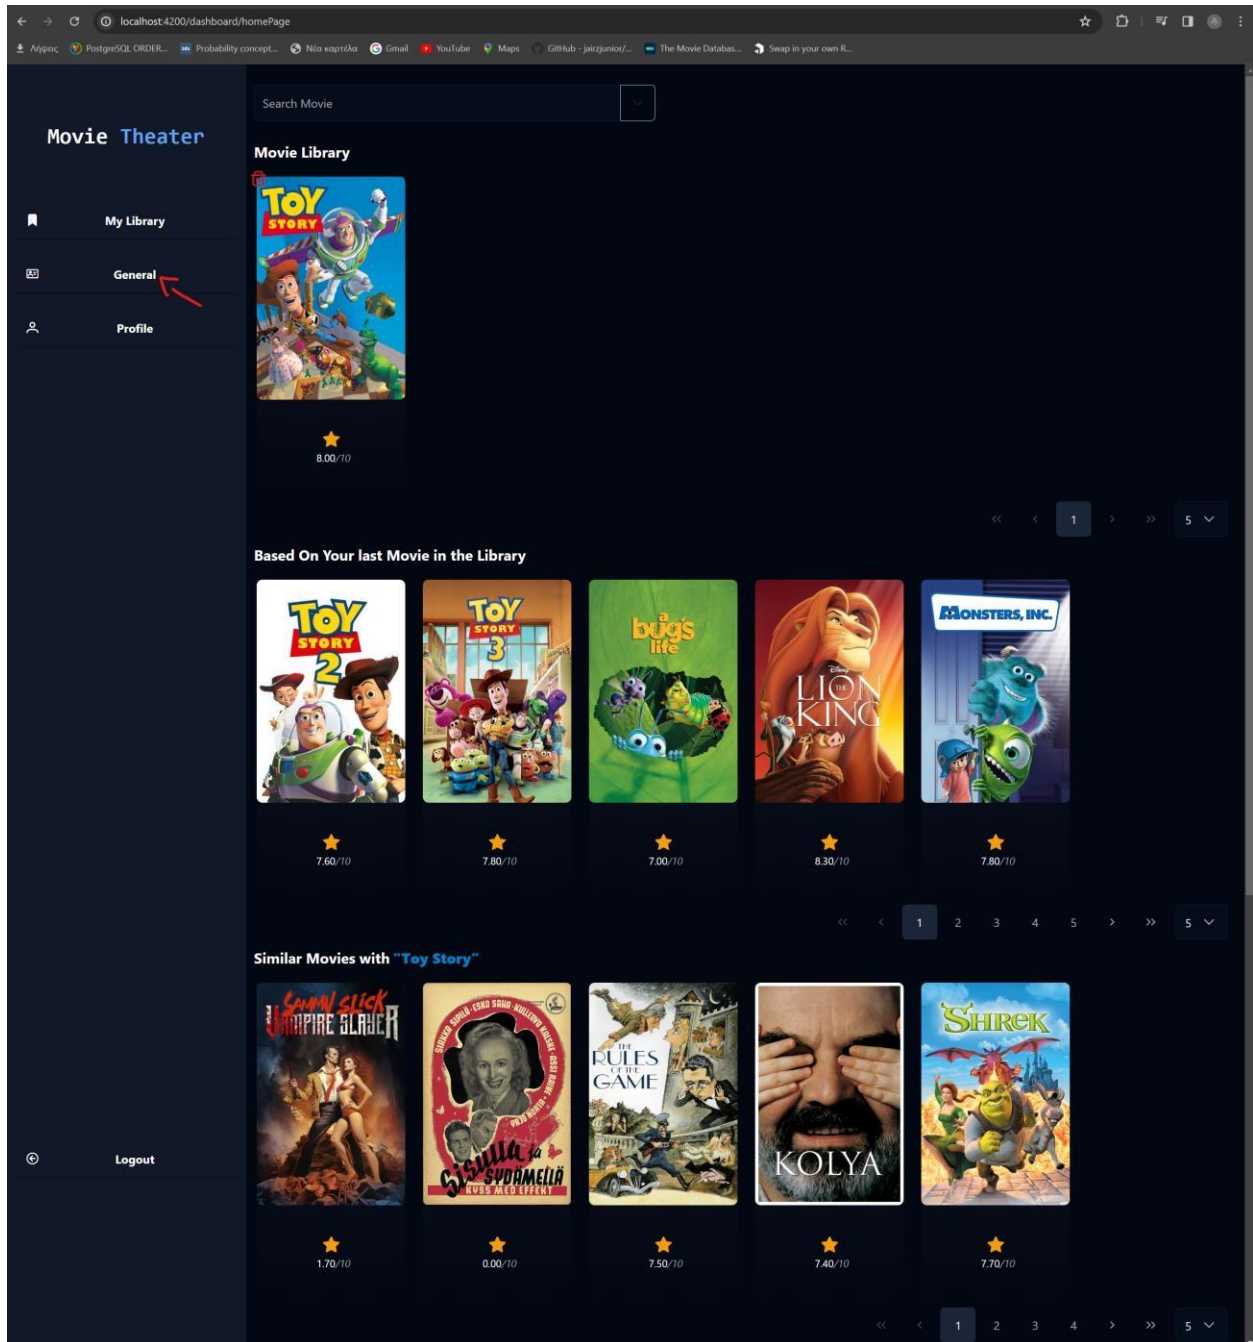 localhost:4200/dashboard/homePage
Λήψεις
PostgreSQL ORDER...
Probability concept...
Νέα καρτέλα
Gmail
YouTube
Maps
GitHub - jairzjunior/...
The Movie Databas...
Swap in your own R...
Movie Theater
My Library
General
Profile
Logout
Search Movie
Movie Library
TOY
STORY
8.00/10
1
5
Based On Your last Movie in the Library
TOY
STORY
2
TOY
STORY
3
a
bug's
life
Disney
THE
LION
KING
MONSTERS, INC.
7.60/10
7.80/10
7.00/10
8.30/10
7.80/10
1 2 3 4 5
5
Similar Movies with "Toy Story"
SAMMY SLICK
VAMPIRE SLAYER
SISULLA ja
SYDÄMELLÄ
KYSS MED EFFEKT
THE
RULES
OF THE
GAME
KOLYA
SHREK
1.70/10
0.00/10
7.50/10
7.40/10
7.70/10
1 2 3 4
5